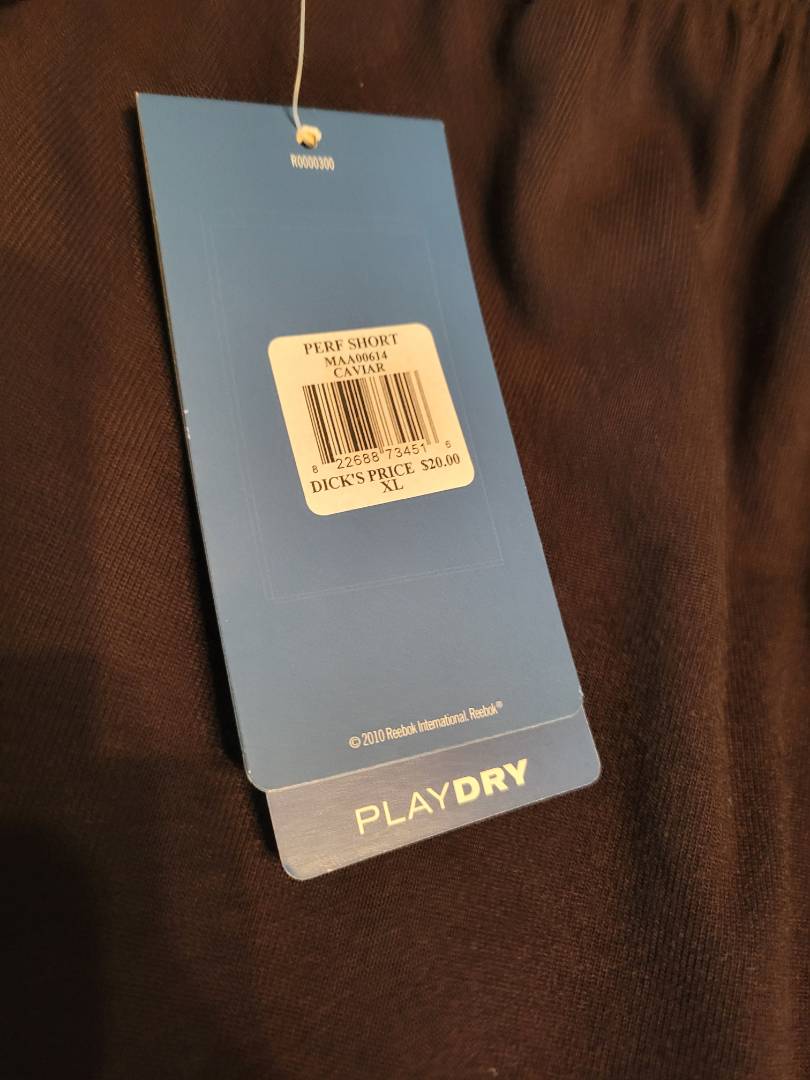 R0000300
PERF SHORT
MAA00614
CAVIAR
8 22688 73451 6
DICK'S PRICE $20.00
XL
© 2010 Reebok International. Reebok®
PLAYDRY